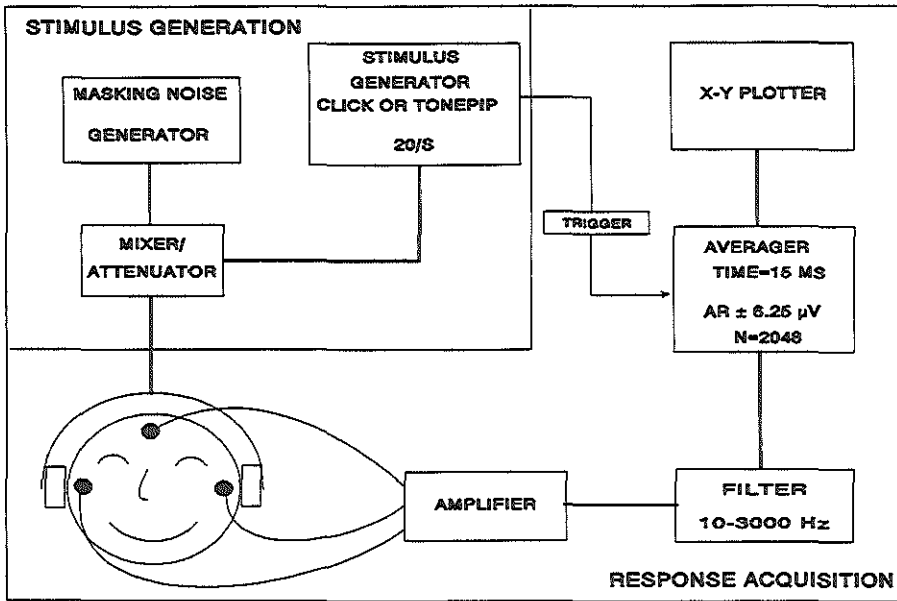 STIMULUS GENERATION
MASKING NOISE
GENERATOR
STIMULUS
GENERATOR
CLICK OR TONEPIP
20/S
MIXER/
ATTENUATOR
TRIGGER
X-Y PLOTTER
AVERAGER
TIME=15 MS
AR ± 6.25 µV
N=2048
AMPLIFIER
FILTER
10-3000 Hz
RESPONSE ACQUISITION